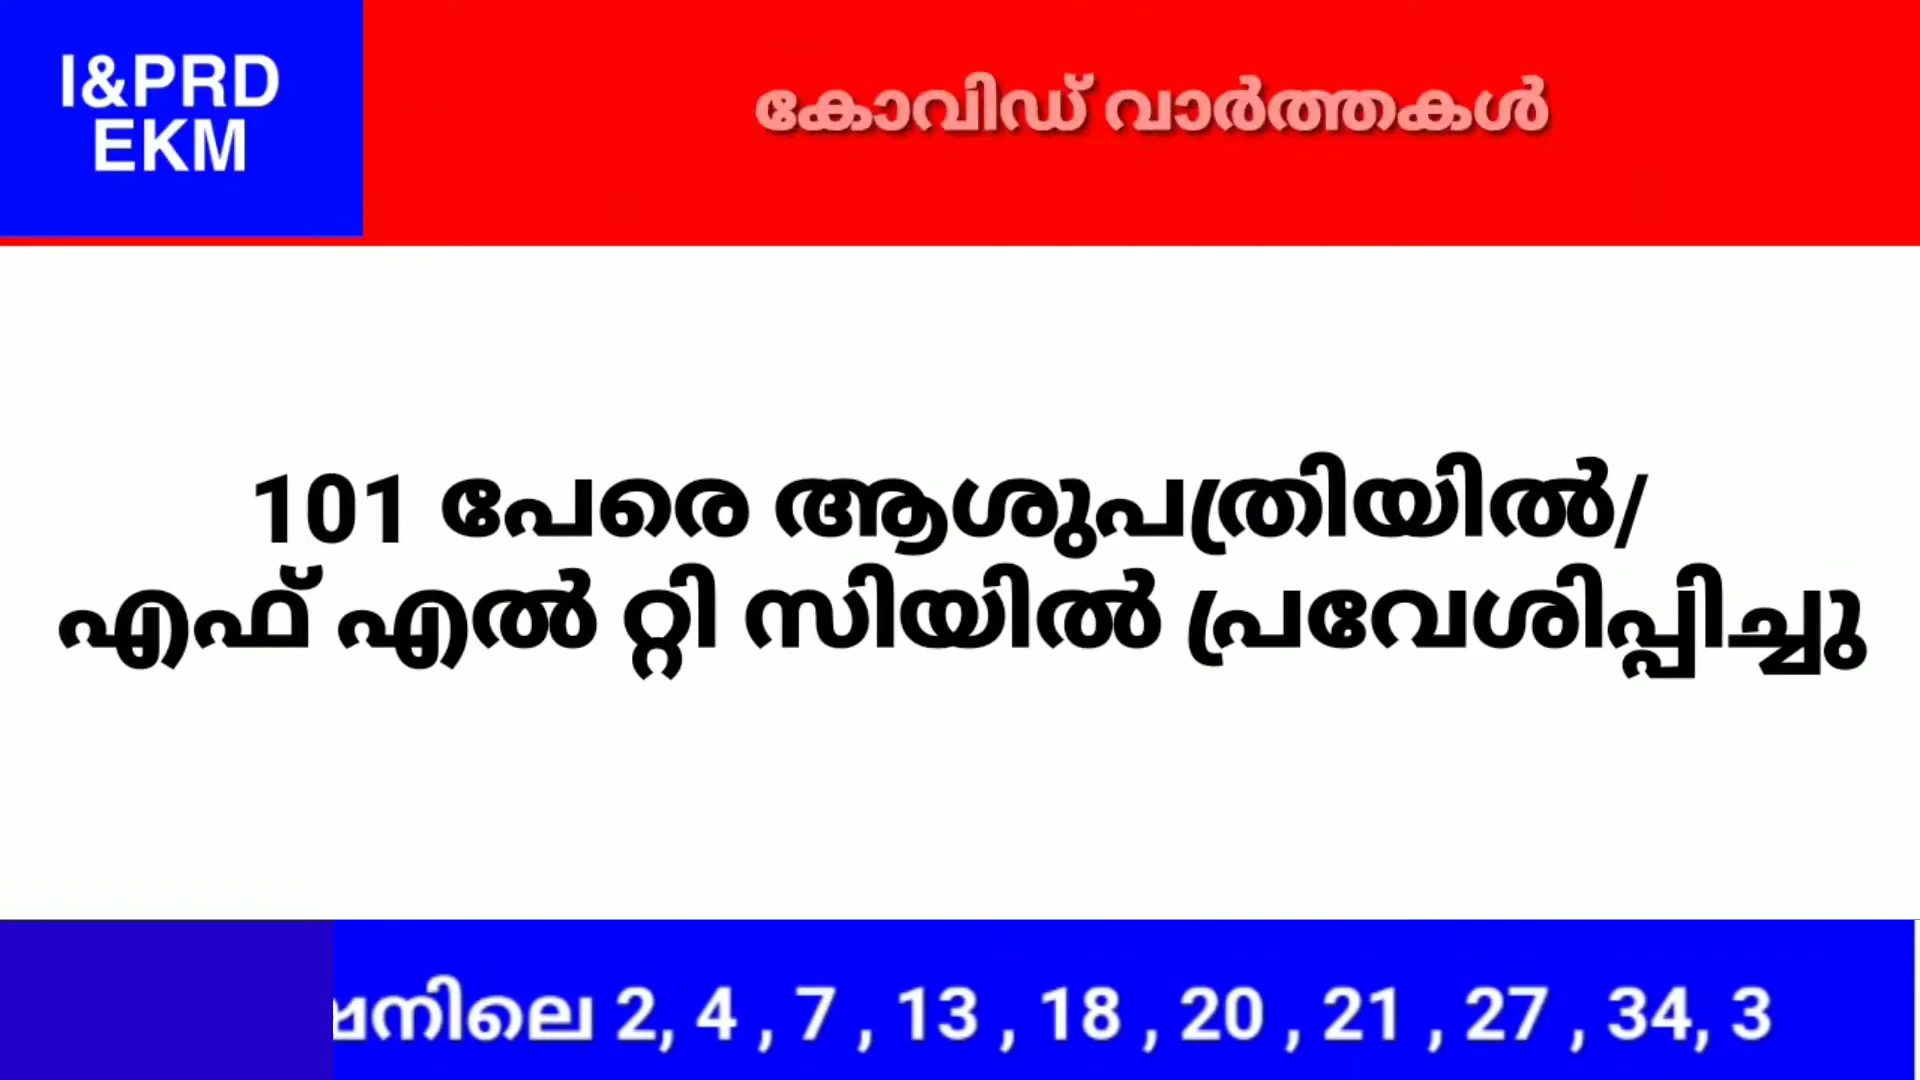 I&PRD
EKM
കോവിഡ് വാർത്തകൾ
101 പേരെ ആശുപത്രിയിൽ/
എഫ് എൽ റ്റി സിയിൽ പ്രവേശിപ്പിച്ചു
2, 4 , 7 , 13 , 18 , 20 , 21 , 27 , 34, 3